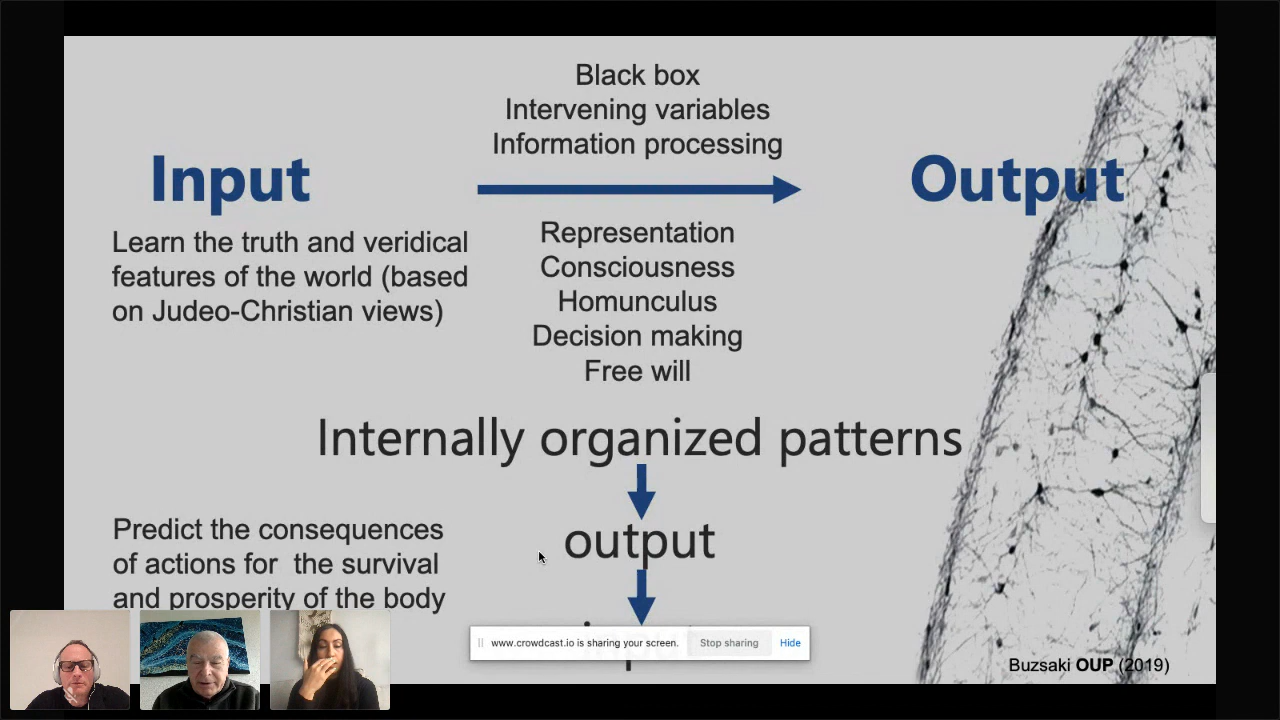 Black box
Intervening variables
Information processing
Input
Output
Learn the truth and veridical
features of the world (based
on Judeo-Christian views)
Representation
Consciousness
Homunculus
Decision making
Free will
Internally organized patterns
output
Predict the consequences
of actions for the survival
and prosperity of the body
www.crowdcast.io is sharing your screen.
Stop sharing
Hide
Buzsaki OUP (2019)